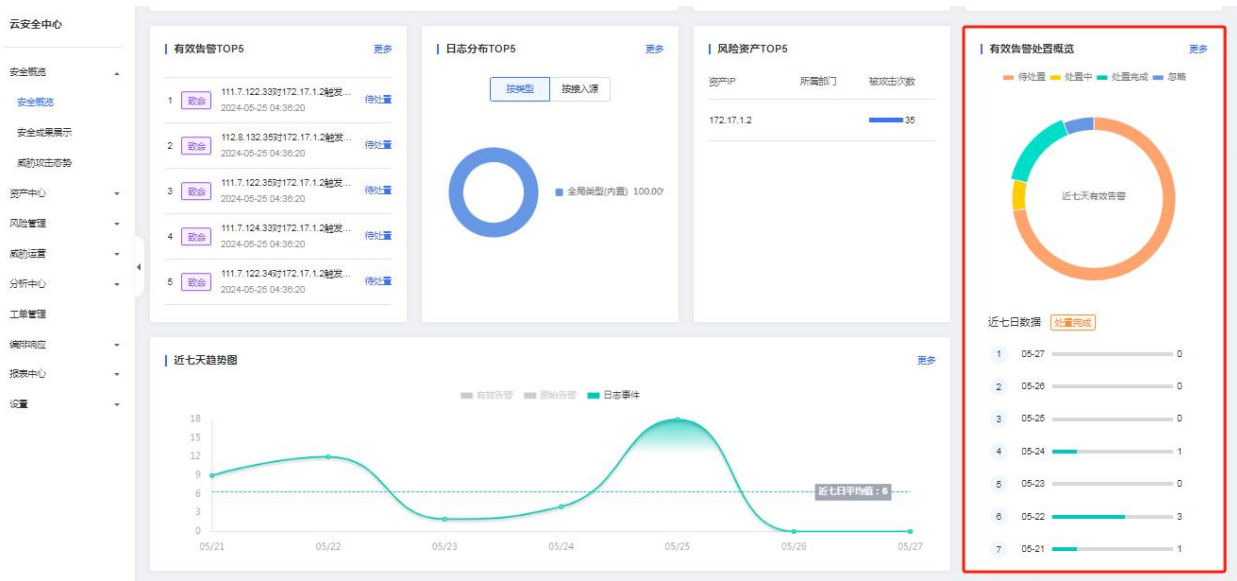 云安全中心
安全概览
安全概览
安全成果展示
威胁攻击态势
资产中心
风险管理
威胁运营
分析中心
工单管理
编排响应
报表中心
设置
有效告警TOP5
更多
1 致命 111.7.122.33对172.17.1.2触发... 待处置
2024-05-25 04:36:20
2 致命 112.8.132.35对172.17.1.2触发... 待处置
2024-05-25 04:36:20
3 致命 111.7.122.35对172.17.1.2触发... 待处置
2024-05-25 04:36:20
4 致命 111.7.124.33对172.17.1.2触发... 待处置
2024-05-25 04:36:20
5 致命 111.7.122.34对172.17.1.2触发... 待处置
2024-05-25 04:36:20
日志分布TOP5
更多
按类型 按接入源
全局类型(内置) 100.00
风险资产TOP5
资产IP 所属部门 被攻击次数
172.17.1.2 35
有效告警处置概览
更多
待处置 处置中 处置完成 忽略
近七天有效告警
近七日数据 处置完成
1 05-27 0
2 05-26 0
3 05-25 0
4 05-24 1
5 05-23 0
6 05-22 3
7 05-21 1
近七天趋势图
更多
有效告警 原始告警 日志事件
18
15
12
9
6
3
0
近七日平均值：6
05/21 05/22 05/23 05/24 05/25 05/26 05/27